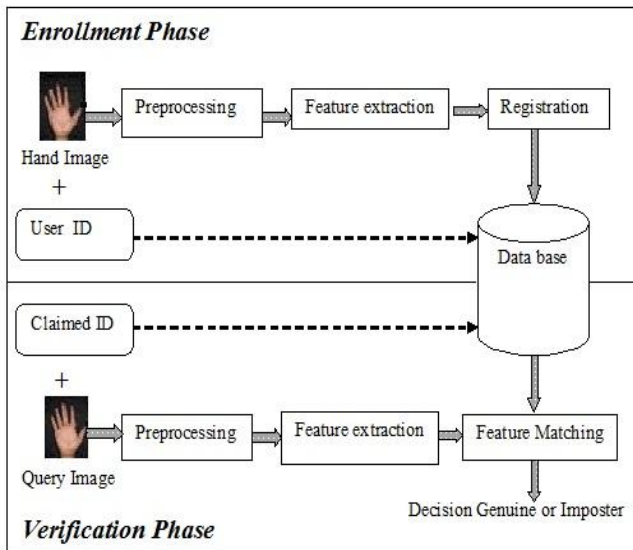 Enrollment Phase
Preprocessing
Feature extraction
Registration
Hand Image
+
User ID
Data base
Claimed ID
+
Preprocessing
Feature extraction
Feature Matching
Query Image
Decision Genuine or Imposter
Verification Phase